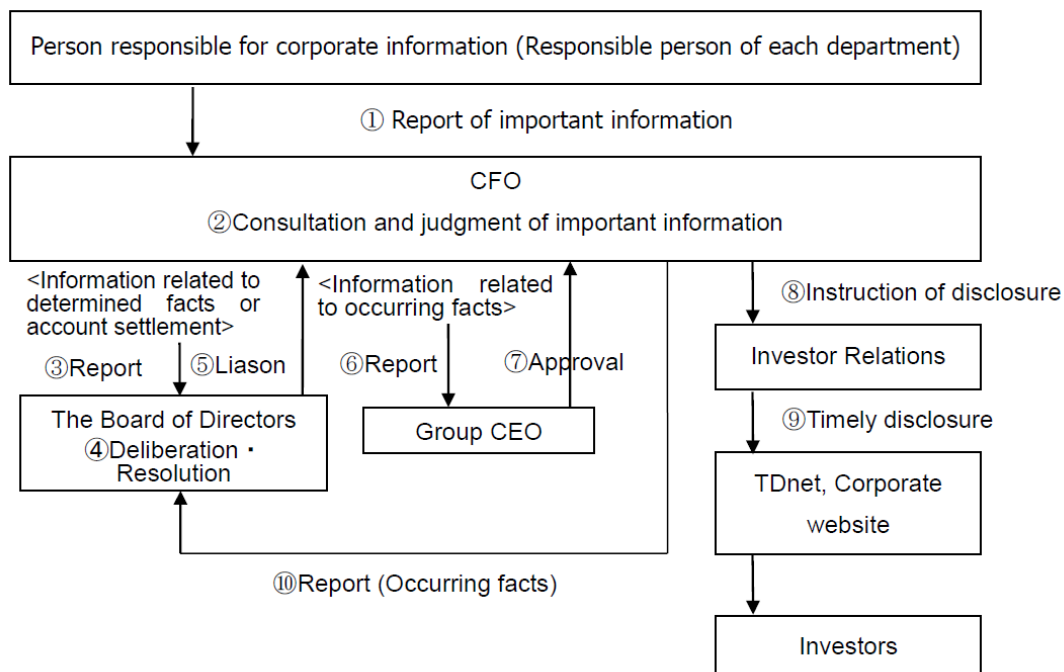 Person responsible for corporate information (Responsible person of each department)
① Report of important information
CFO
②Consultation and judgment of important information
<Information related to
determined facts or
account settlement>
<Information related
to occurring facts>
③Report
⑤Liason
⑥Report
⑦Approval
⑧Instruction of disclosure
The Board of Directors
④Deliberation・
Resolution
Group CEO
Investor Relations
⑨Timely disclosure
TDnet, Corporate
website
⑩Report (Occurring facts)
Investors